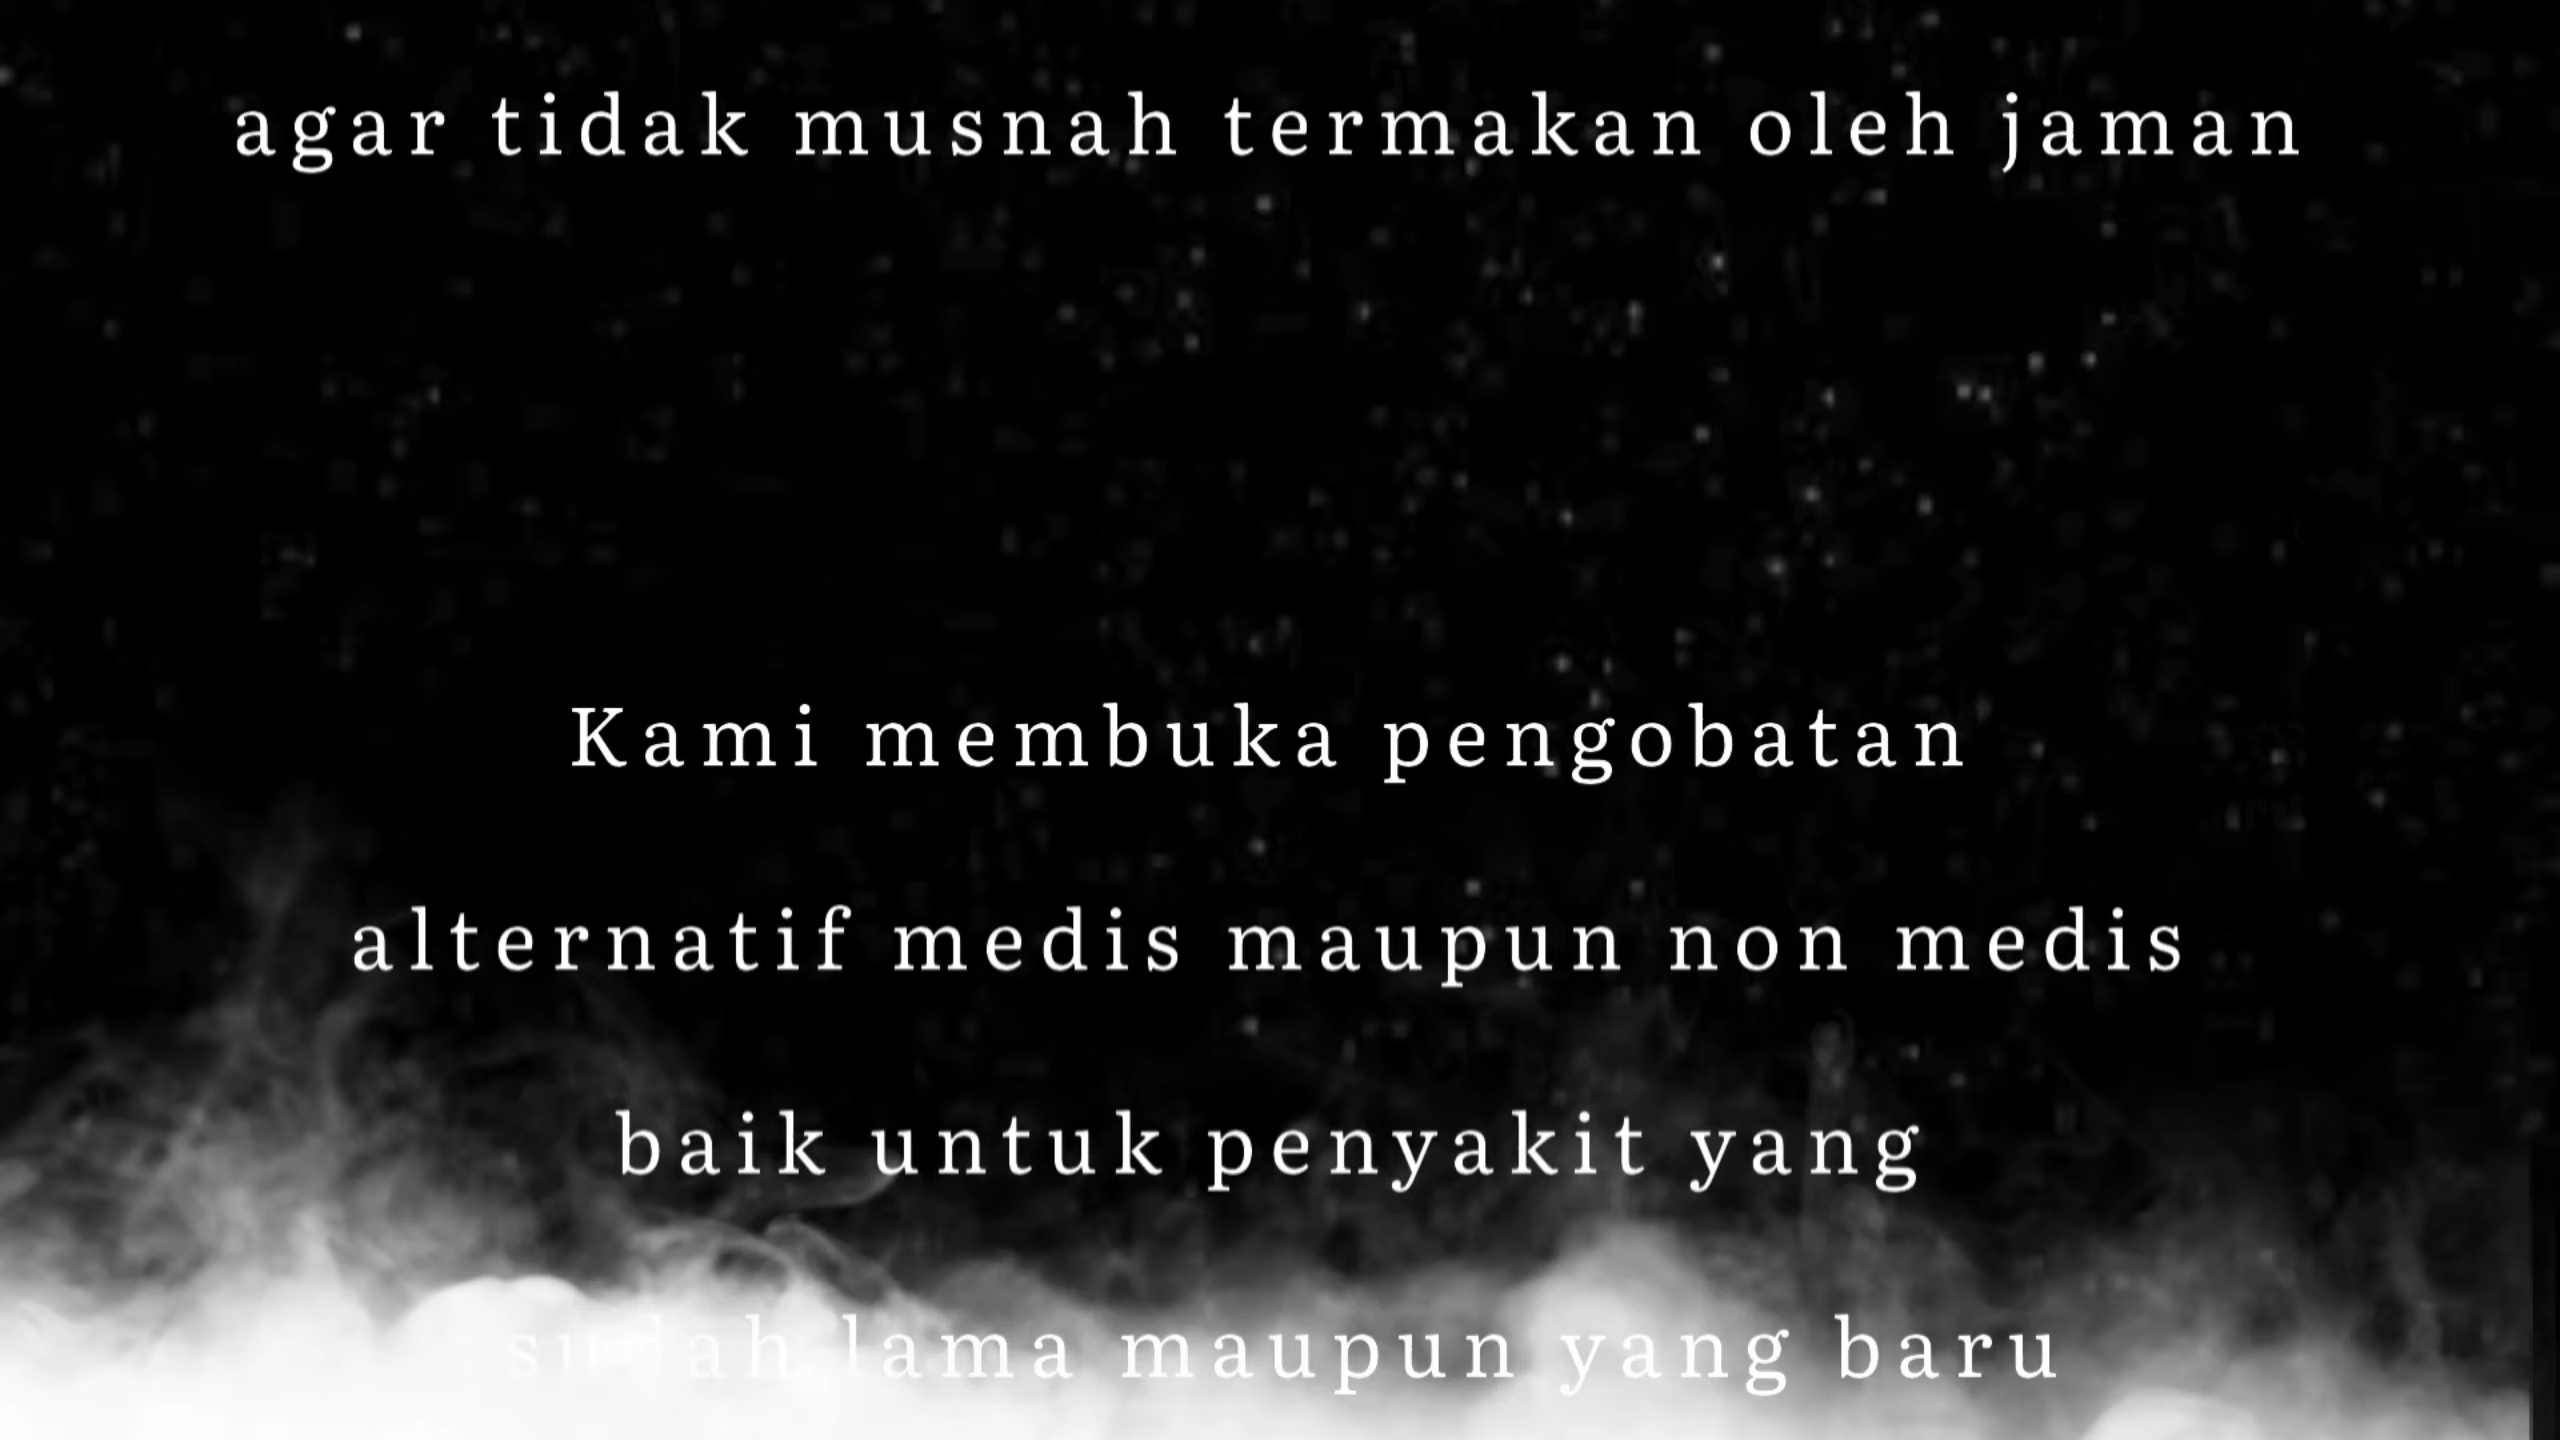 agar tidak musnah termakan oleh jaman
Kami membuka pengobatan
alternatif medis maupun non medis
baik untuk penyakit yang
sudah lama maupun yang baru